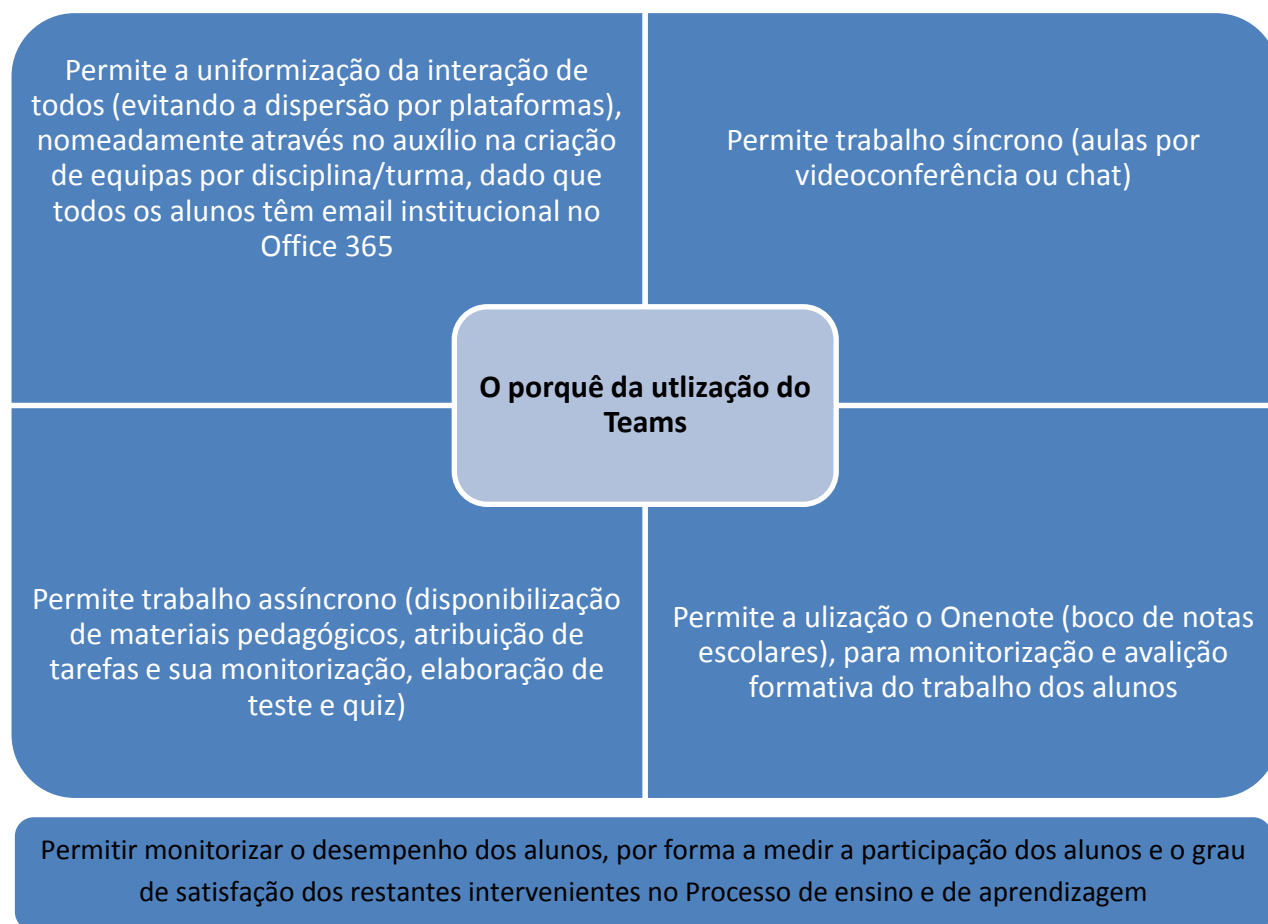 Permite a uniformização da interação de
todos (evitando a dispersão por plataformas),
nomeadamente através no auxílio na criação
de equipas por disciplina/turma, dado que
todos os alunos têm email institucional no
Office 365
Permite trabalho síncrono (aulas por
videoconferência ou chat)
O porquê da utlização do
Teams
Permite trabalho assíncrono (disponibilização
de materiais pedagógicos, atribuição de
tarefas e sua monitorização, elaboração de
teste e quiz)
Permite a ulização o Onenote (boco de notas
escolares), para monitorização e avalição
formativa do trabalho dos alunos
Permitir monitorizar o desempenho dos alunos, por forma a medir a participação dos alunos e o grau
de satisfação dos restantes intervenientes no Processo de ensino e de aprendizagem